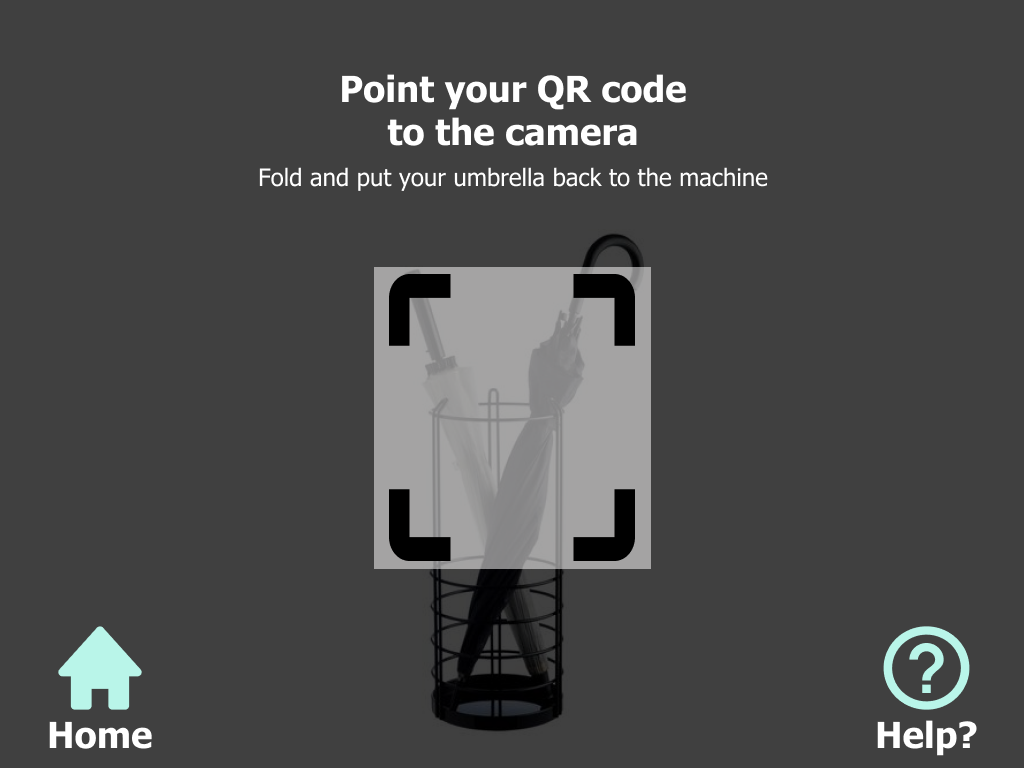 Point your QR code
to the camera
Fold and put your umbrella back to the machine
Home
Help?